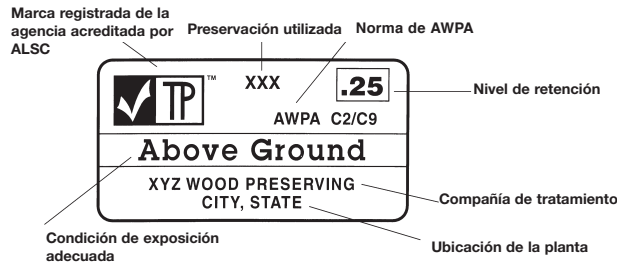 Marca registrada de la
agencia acreditada por
ALSC
Preservación utilizada
Norma de AWPA
TP™
XXX
.25
Nivel de retención
AWPA C2/C9
Above Ground
XYZ WOOD PRESERVING
CITY, STATE
Compañía de tratamiento
Condición de exposición
adecuada
Ubicación de la planta